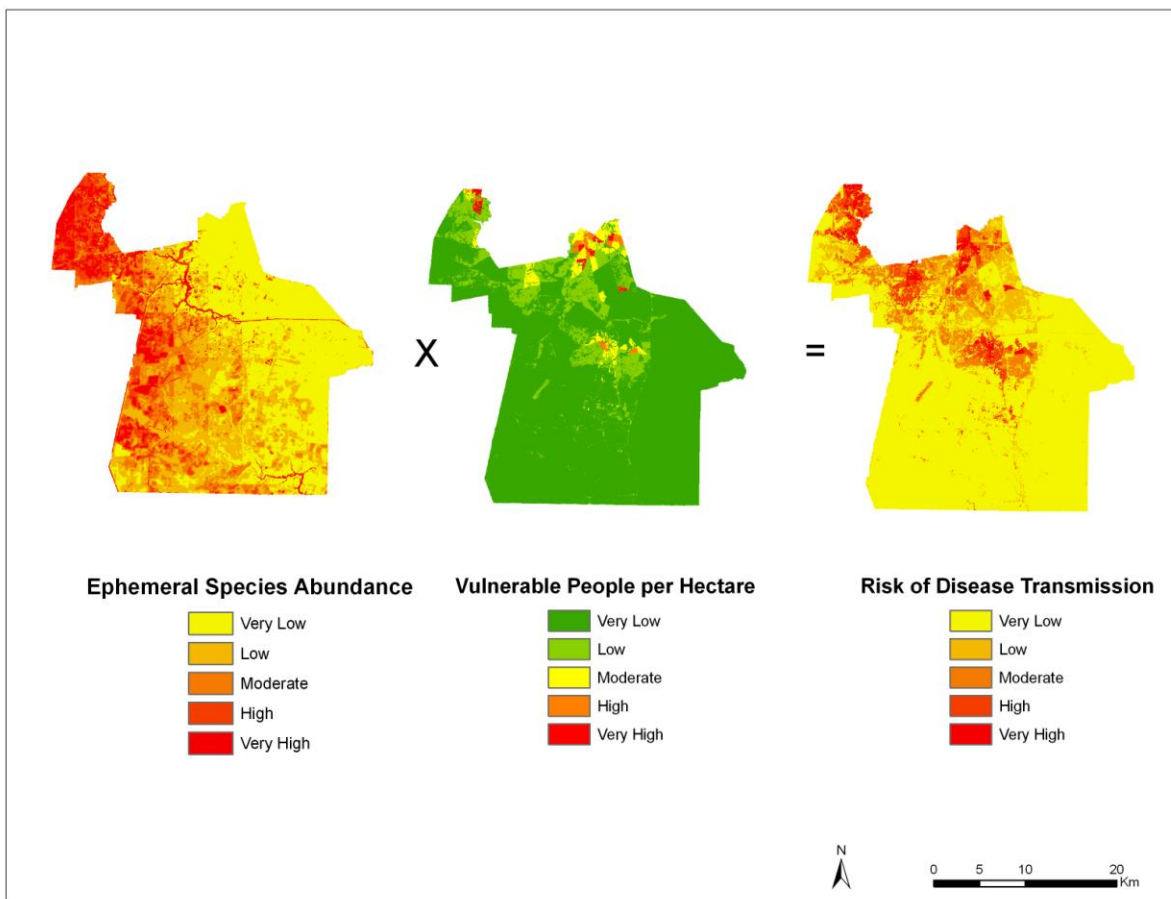 X
=
Ephemeral Species Abundance
Very Low
Low
Moderate
High
Very High
Vulnerable People per Hectare
Very Low
Low
Moderate
High
Very High
Risk of Disease Transmission
Very Low
Low
Moderate
High
Very High
N
0 5 10 20
Km